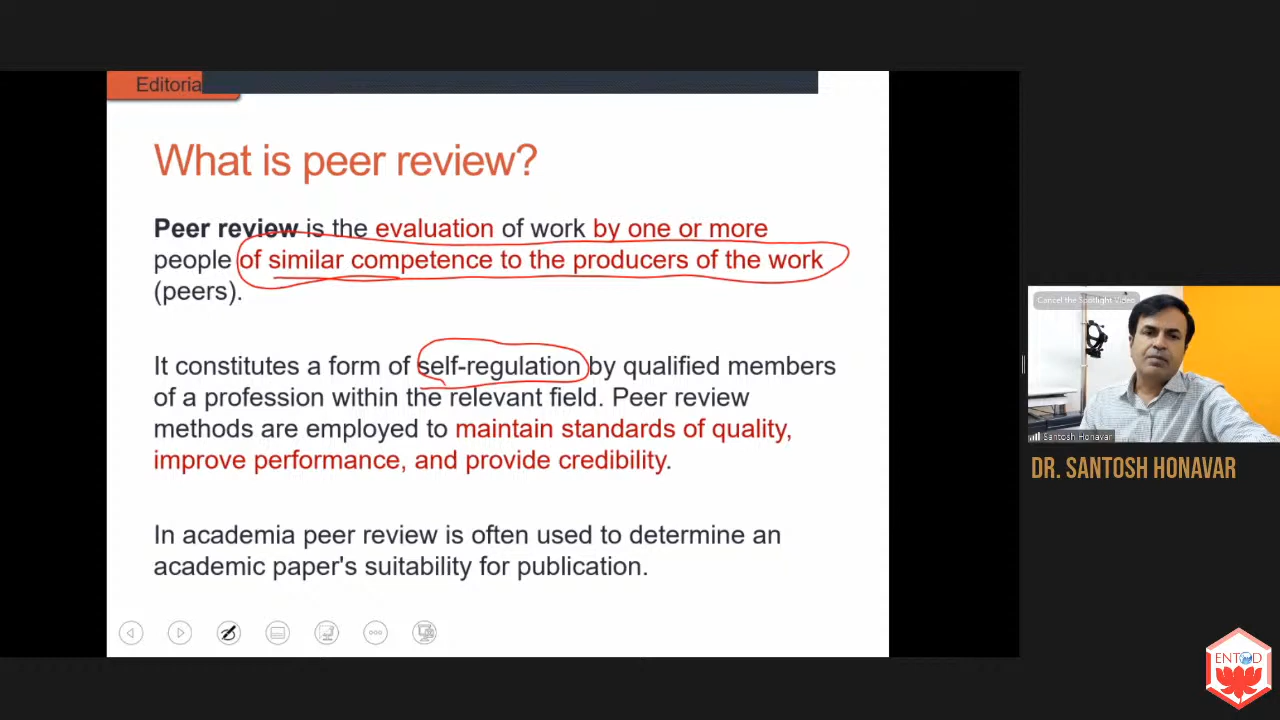 Editoria
What is peer review?
Peer review is the evaluation of work by one or more
people of similar competence to the producers of the work
(peers).
It constitutes a form of self-regulation by qualified members
of a profession within the relevant field. Peer review
methods are employed to maintain standards of quality,
improve performance, and provide credibility.
In academia peer review is often used to determine an
academic paper's suitability for publication.
Cancel the Spotlight Video
Santosh Honavar
DR. SANTOSH HONAVAR
ENTOD